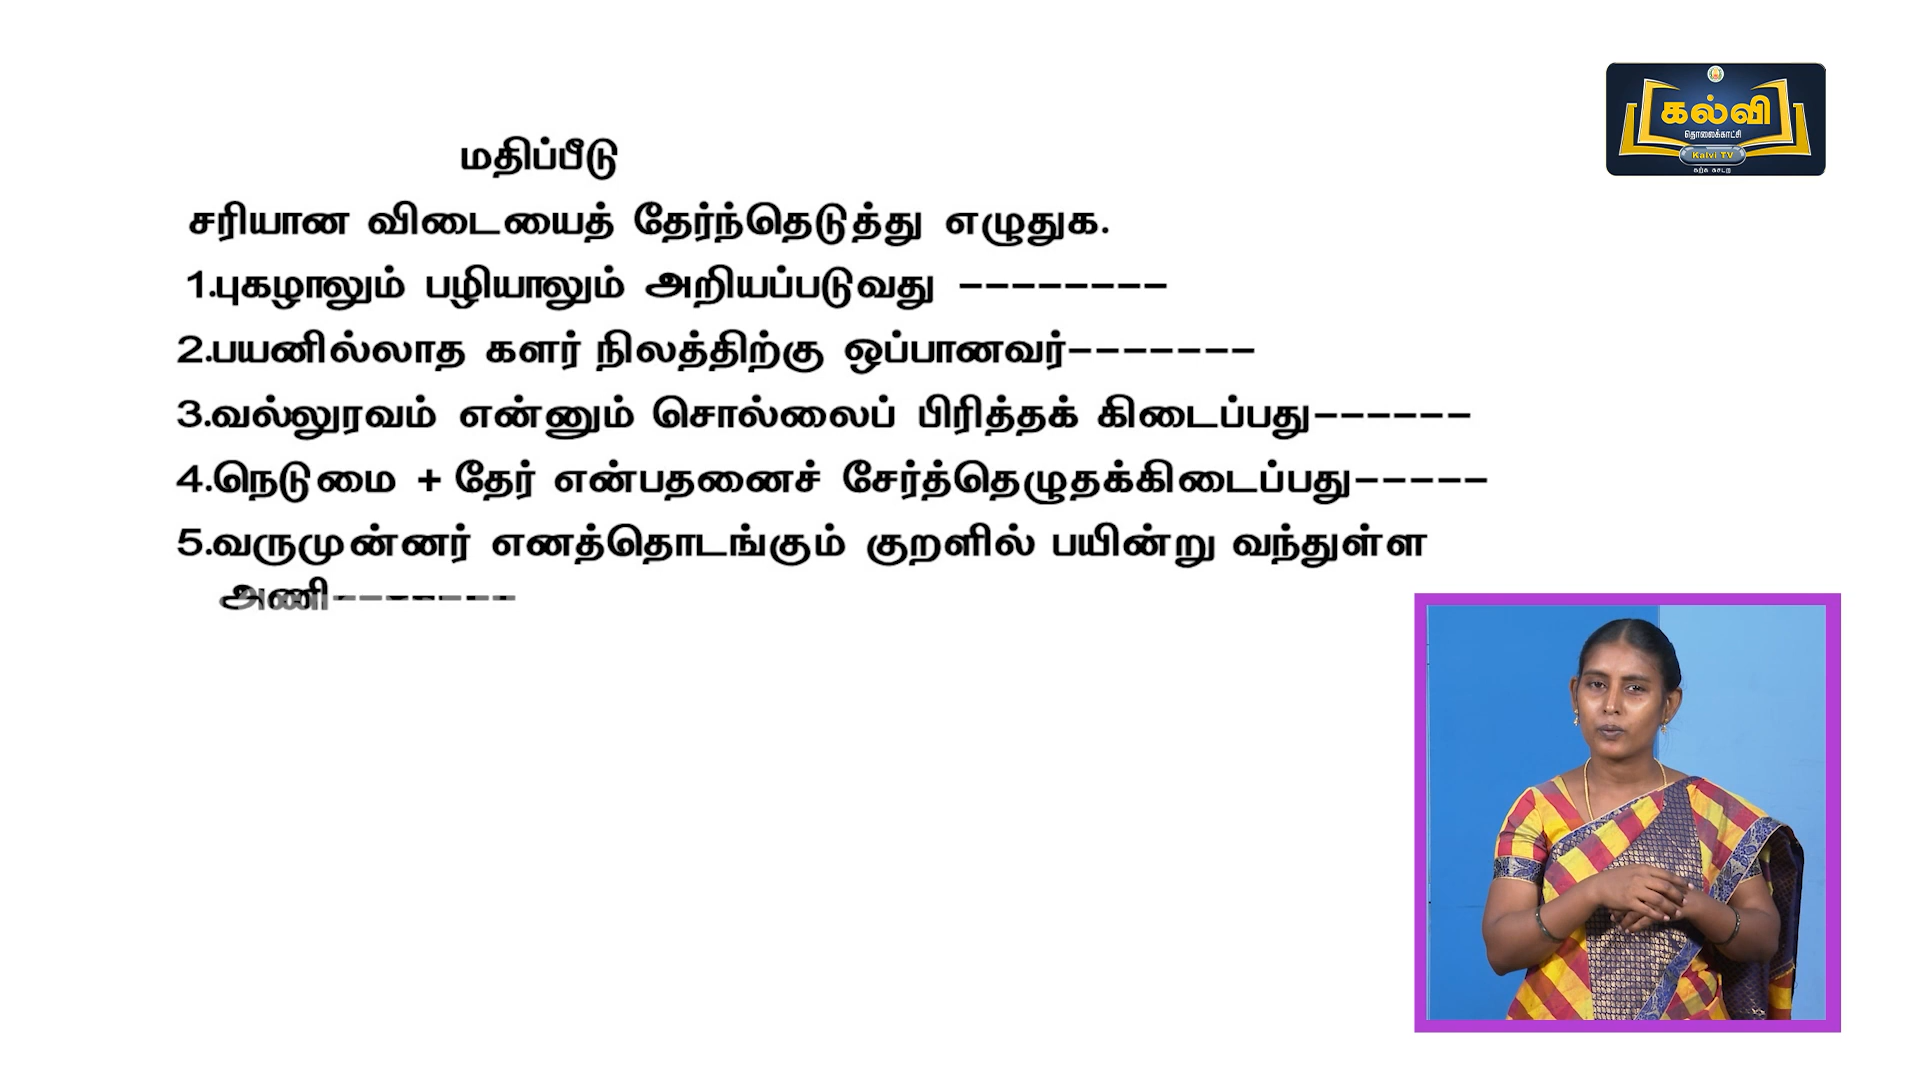 கல்வி
தொலைக்காட்சி
Kalvi TV
கற்க கசடற
மதிப்பீடு
சரியான விடையைத் தேர்ந்தெடுத்து எழுதுக.
1.புகழாலும் பழியாலும் அறியப்படுவது --------
2.பயனில்லாத களர் நிலத்திற்கு ஒப்பானவர்-------
3.வல்லுரவம் என்னும் சொல்லைப் பிரித்தக் கிடைப்பது------
4.நெடுமை + தேர் என்பதனைச் சேர்த்தெழுதக்கிடைப்பது-----
5.வருமுன்னர் எனத்தொடங்கும் குறளில் பயின்று வந்துள்ள
அணி-------